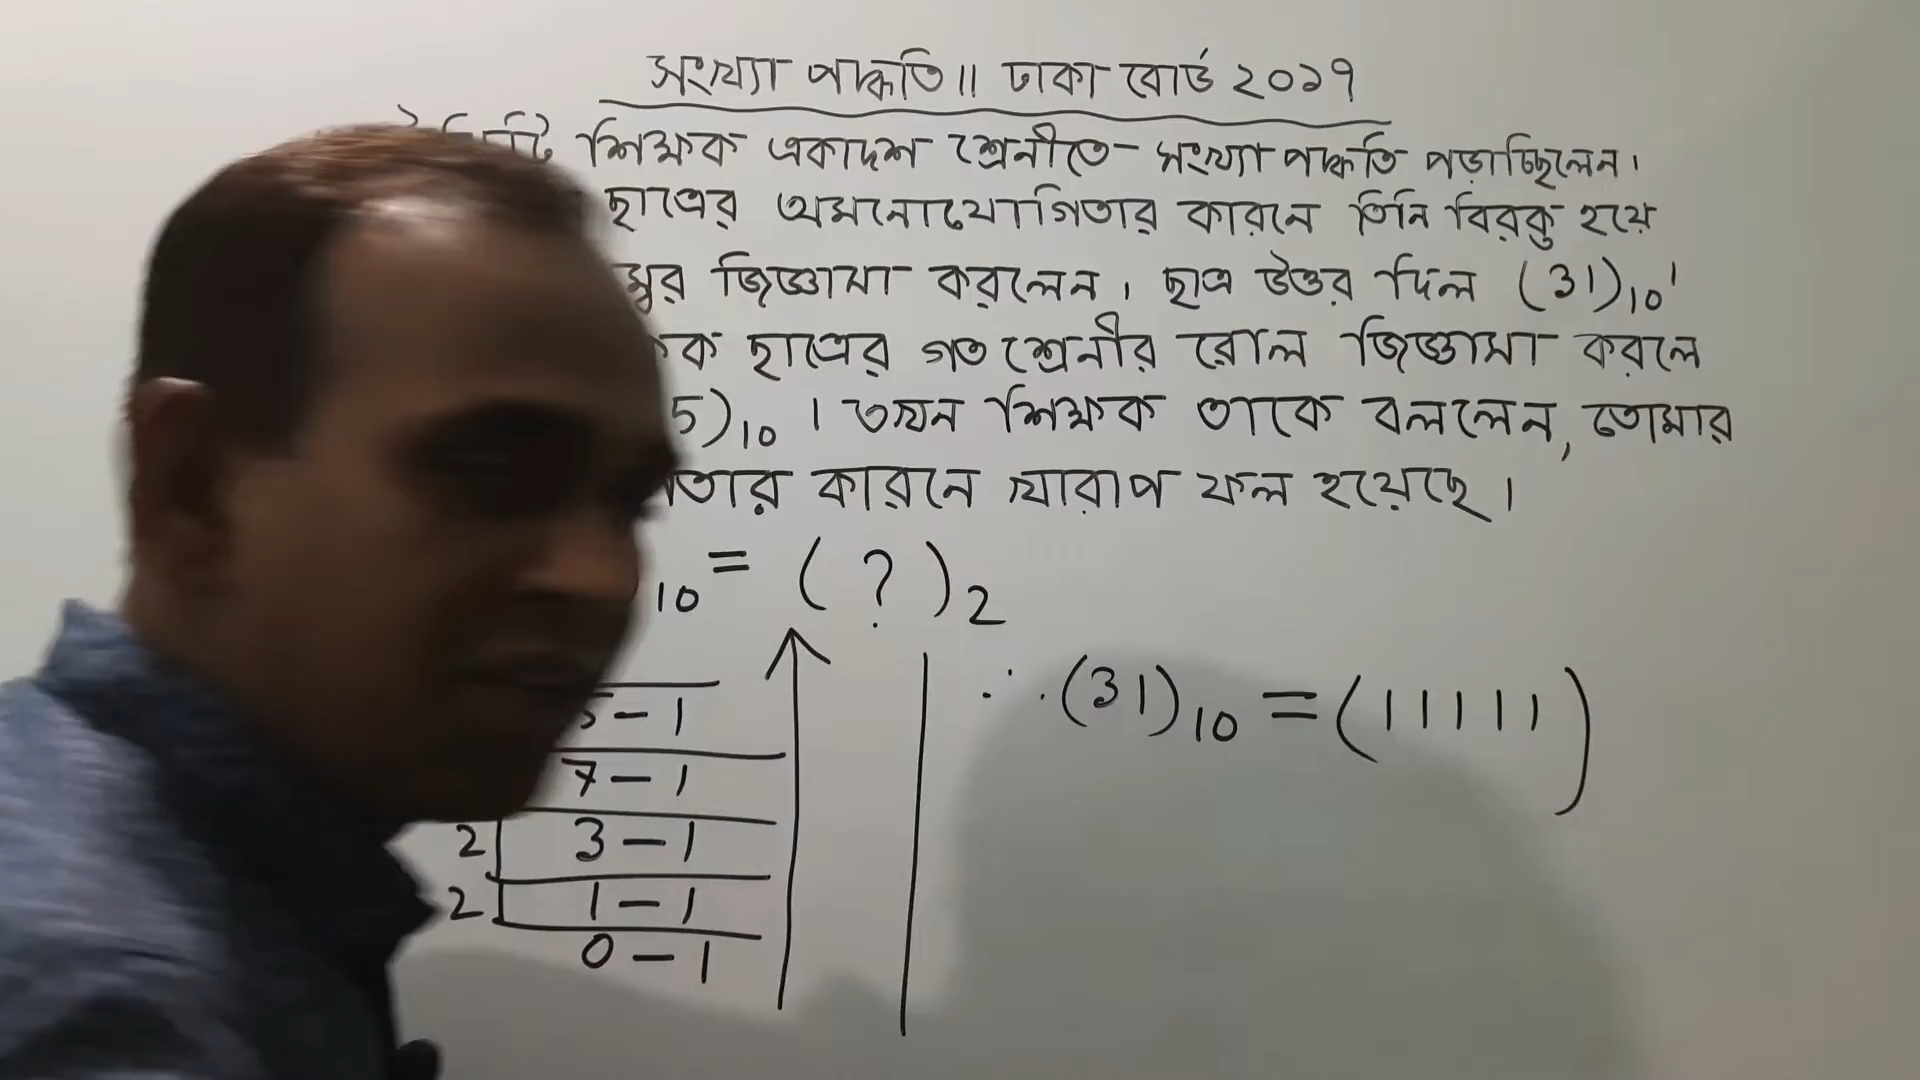 সংখ্যা পদ্ধতি ॥ ঢাকা বোর্ড ২০১৭
শিক্ষক একাদশ শ্রেনীতে সংখ্যা পদ্ধতি পড়াচ্ছিলেন।
ছাত্রের অমনোযোগিতার কারনে তিনি বিরক্ত হয়ে
জিজ্ঞাসা করলেন। ছাত্র উত্তর দিল (31)₁₀।
ছাত্রের গত শ্রেনীর রোল জিজ্ঞাসা করলে
5)₁₀ । তখন শিক্ষক তাকে বললেন, তোমার
কারনে খারাপ ফল হয়েছে।
₁₀ = ( ? )₂
5 – 1
7 – 1
2 3 – 1
2 1 – 1
0 – 1
∴ (31)₁₀ = (11111)